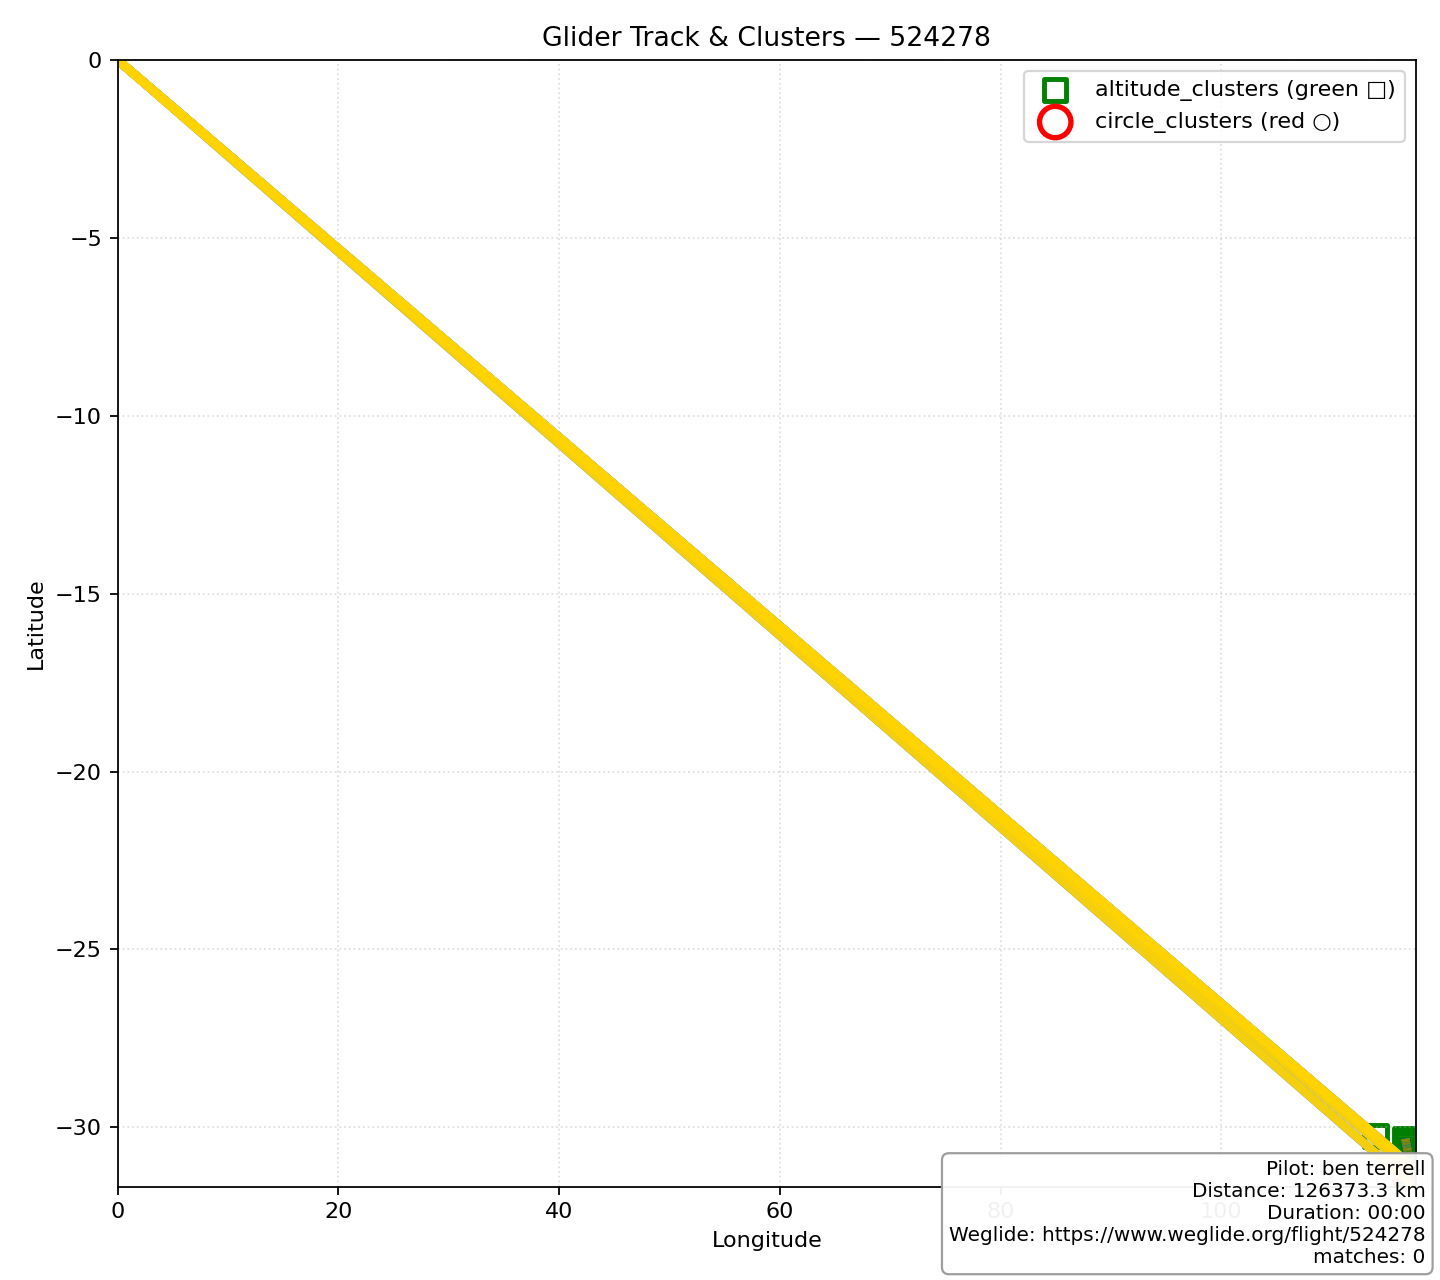 Glider Track & Clusters — 524278
altitude_clusters (green □)
circle_clusters (red ○)
0
−5
−10
−15
−20
−25
−30
Latitude
0
20
40
60
80
100
Longitude
Pilot: ben terrell
Distance: 126373.3 km
Duration: 00:00
Weglide: https://www.weglide.org/flight/524278
matches: 0